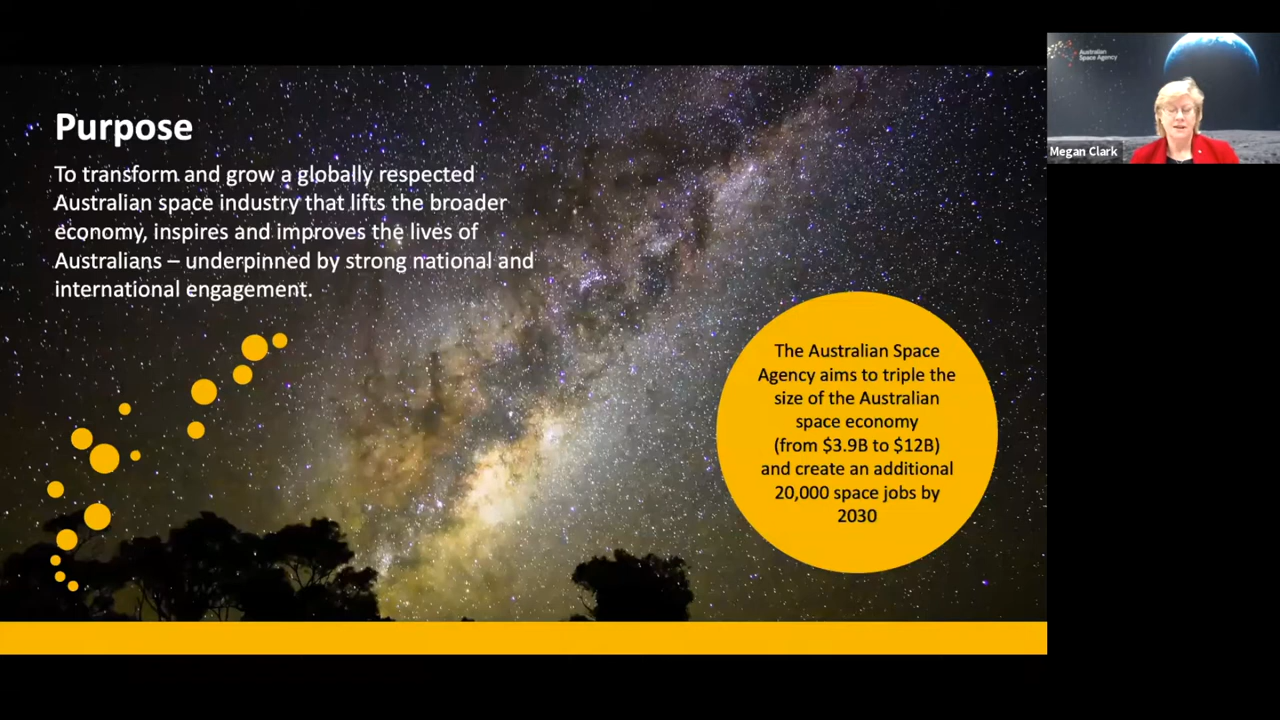 Purpose
To transform and grow a globally respected
Australian space industry that lifts the broader
economy, inspires and improves the lives of
Australians – underpinned by strong national and
international engagement.
The Australian Space
Agency aims to triple the
size of the Australian
space economy
(from $3.9B to $12B)
and create an additional
20,000 space jobs by
2030
Australian
Space Agency
Megan Clark